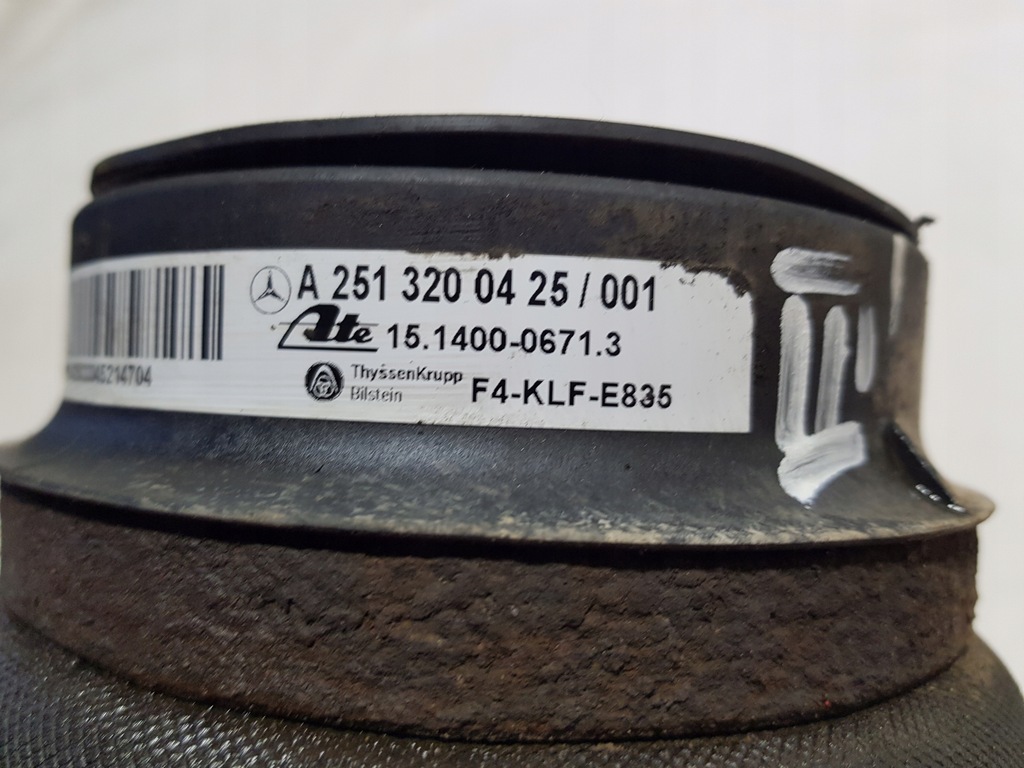 A 251 320 04 25 / 001
Ate 15.1400-0671.3
ThyssenKrupp
Bilstein F4-KLF-E835